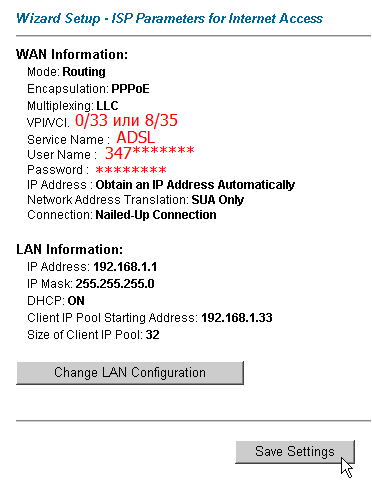 Wizard Setup - ISP Parameters for Internet Access
WAN Information:
Mode: Routing
Encapsulation: PPPoE
Multiplexing: LLC
VPI/VCI: 0/33 или 8/35
Service Name : ADSL
User Name : 347*******
Password : ********
IP Address : Obtain an IP Address Automatically
Network Address Translation: SUA Only
Connection: Nailed-Up Connection
LAN Information:
IP Address: 192.168.1.1
IP Mask: 255.255.255.0
DHCP: ON
Client IP Pool Starting Address: 192.168.1.33
Size of Client IP Pool: 32
Change LAN Configuration
Save Settings